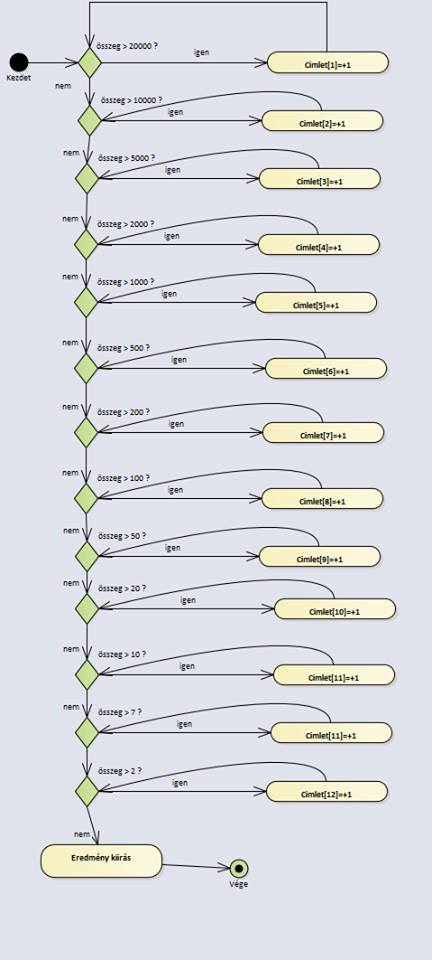 összeg > 20000 ?
igen
Cimlet[1]=+1
Kezdet
nem
összeg > 10000 ?
igen
Cimlet[2]=+1
nem
összeg > 5000 ?
igen
Cimlet[3]=+1
nem
összeg > 2000 ?
igen
Cimlet[4]=+1
nem
összeg > 1000 ?
igen
Cimlet[5]=+1
nem
összeg > 500 ?
igen
Cimlet[6]=+1
nem
összeg > 200 ?
igen
Cimlet[7]=+1
nem
összeg > 100 ?
igen
Cimlet[8]=+1
nem
összeg > 50 ?
igen
Cimlet[9]=+1
nem
összeg > 20 ?
igen
Cimlet[10]=+1
nem
összeg > 10 ?
igen
Cimlet[11]=+1
nem
összeg > 7 ?
igen
Cimlet[11]=+1
nem
összeg > 2 ?
igen
Cimlet[12]=+1
nem
Eredmény kiirás
Vége